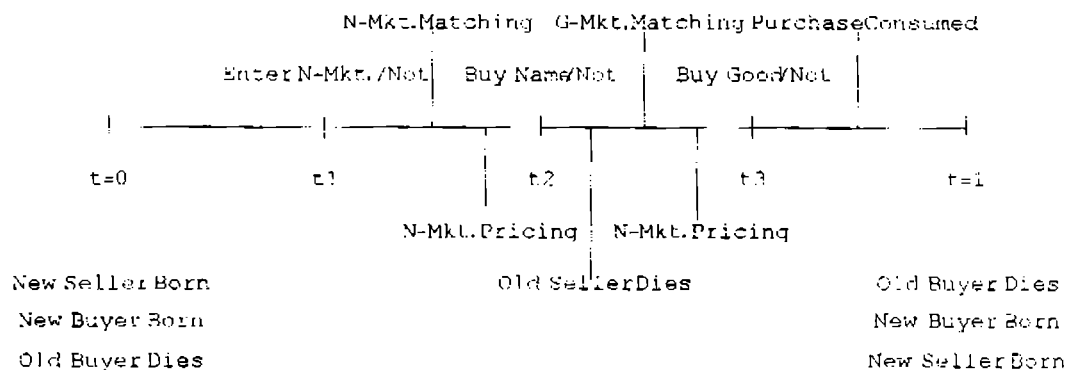 N-Mkt.Matching G-Mkt.Matching Purchase Consumed
Enter N-Mkt./Not Buy Name/Not Buy Good/Not
t=0 t1 t2 t3 t=1
N-Mkt.Pricing N-Mkt.Pricing
New Seller Born Old Seller Dies Old Buyer Dies
New Buyer Born New Buyer Born
Old Buyer Dies New Seller Born